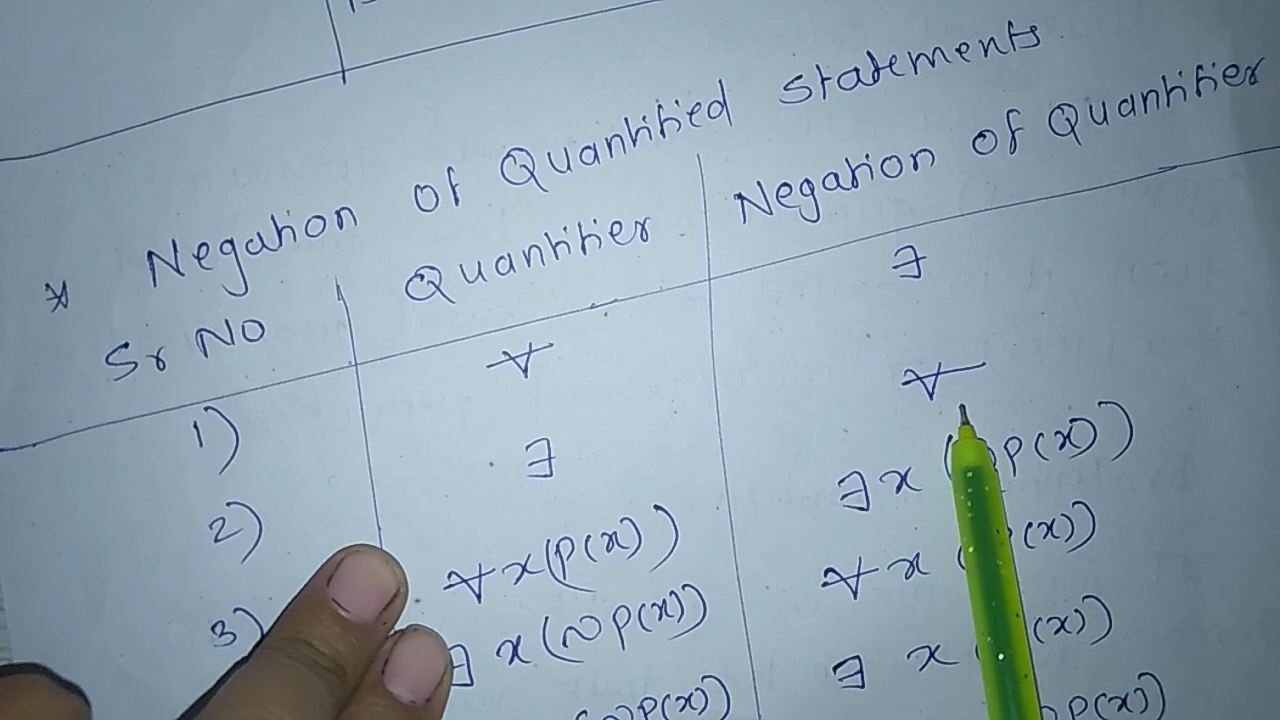 * Negation of Quantified Statements
Sr No Quantifier Negation of Quantifier
1) ∀ ∃
2) ∃ ∀
3) ∀x(p(x)) ∃x (~p(x))
∃ x(~p(x)) ∀x (x))
~p(x)) ∃ x (x))
p(x))